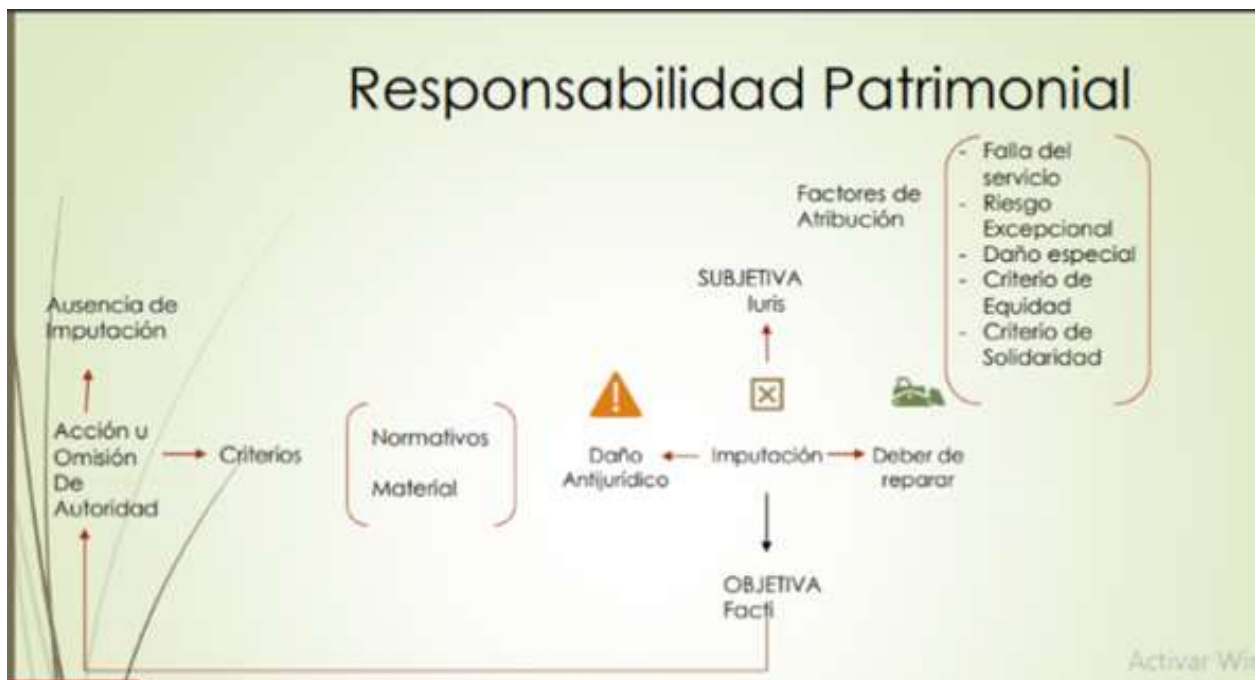 Responsabilidad Patrimonial
Factores de
Atribución
- Falla del
servicio
- Riesgo
Excepcional
- Daño especial
- Criterio de
Equidad
- Criterio de
Solidaridad
SUBJETIVA
Iuris
Ausencia de
Imputación
Acción u
Omisión
De
Autoridad
Criterios
Normativos
Material
Daño
Antijurídico
Imputación
Deber de
reparar
OBJETIVA
Facti
Activar Win